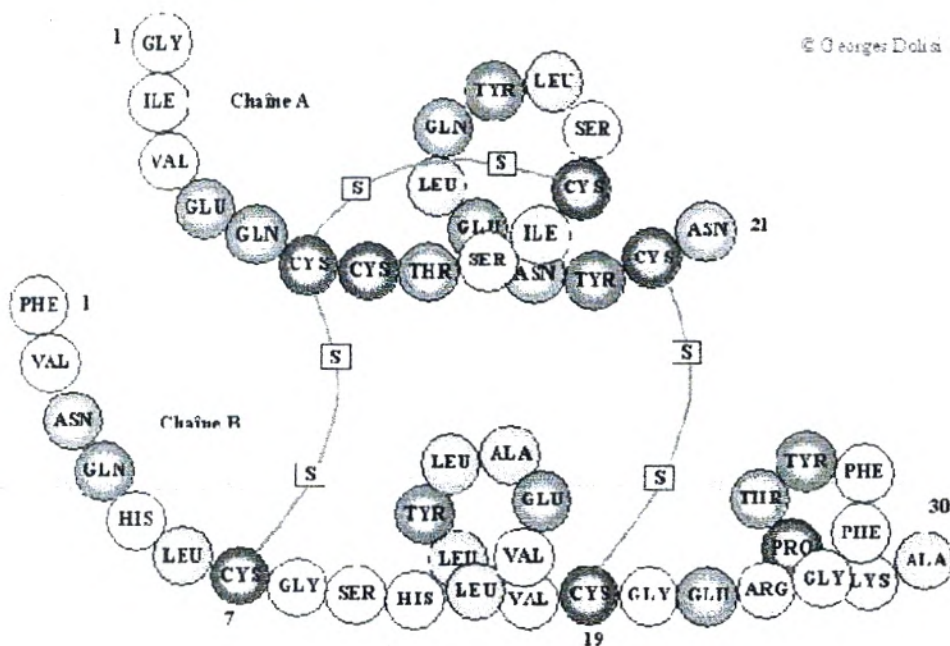 © Georges Dolisi
1
GLY
ILE
VAL
GLU
GLN
CYS
CYS
THR
SER
ILE
CYS
SER
LEU
TYR
GLN
LEU
GLU
ASN
TYR
CYS
ASN
21
Chaîne A
S
S
S
S
S
S
1
PHE
VAL
ASN
GLN
HIS
LEU
CYS
7
GLY
SER
HIS
LEU
VAL
GLU
ALA
LEU
TYR
LEU
VAL
CYS
19
GLY
GLU
ARG
GLY
PHE
PHE
TYR
THR
PRO
LYS
ALA
30
Chaîne B